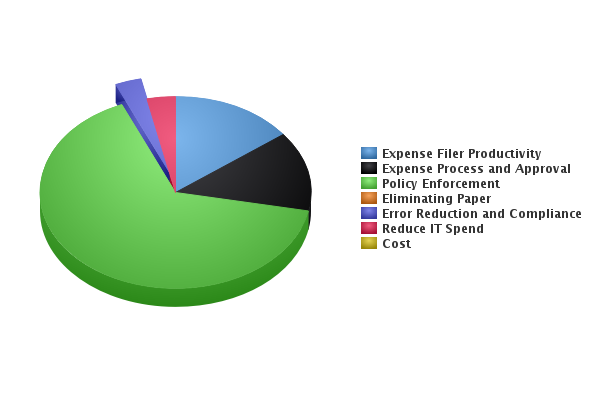 Expense Filer Productivity
Expense Process and Approval
Policy Enforcement
Eliminating Paper
Error Reduction and Compliance
Reduce IT Spend
Cost